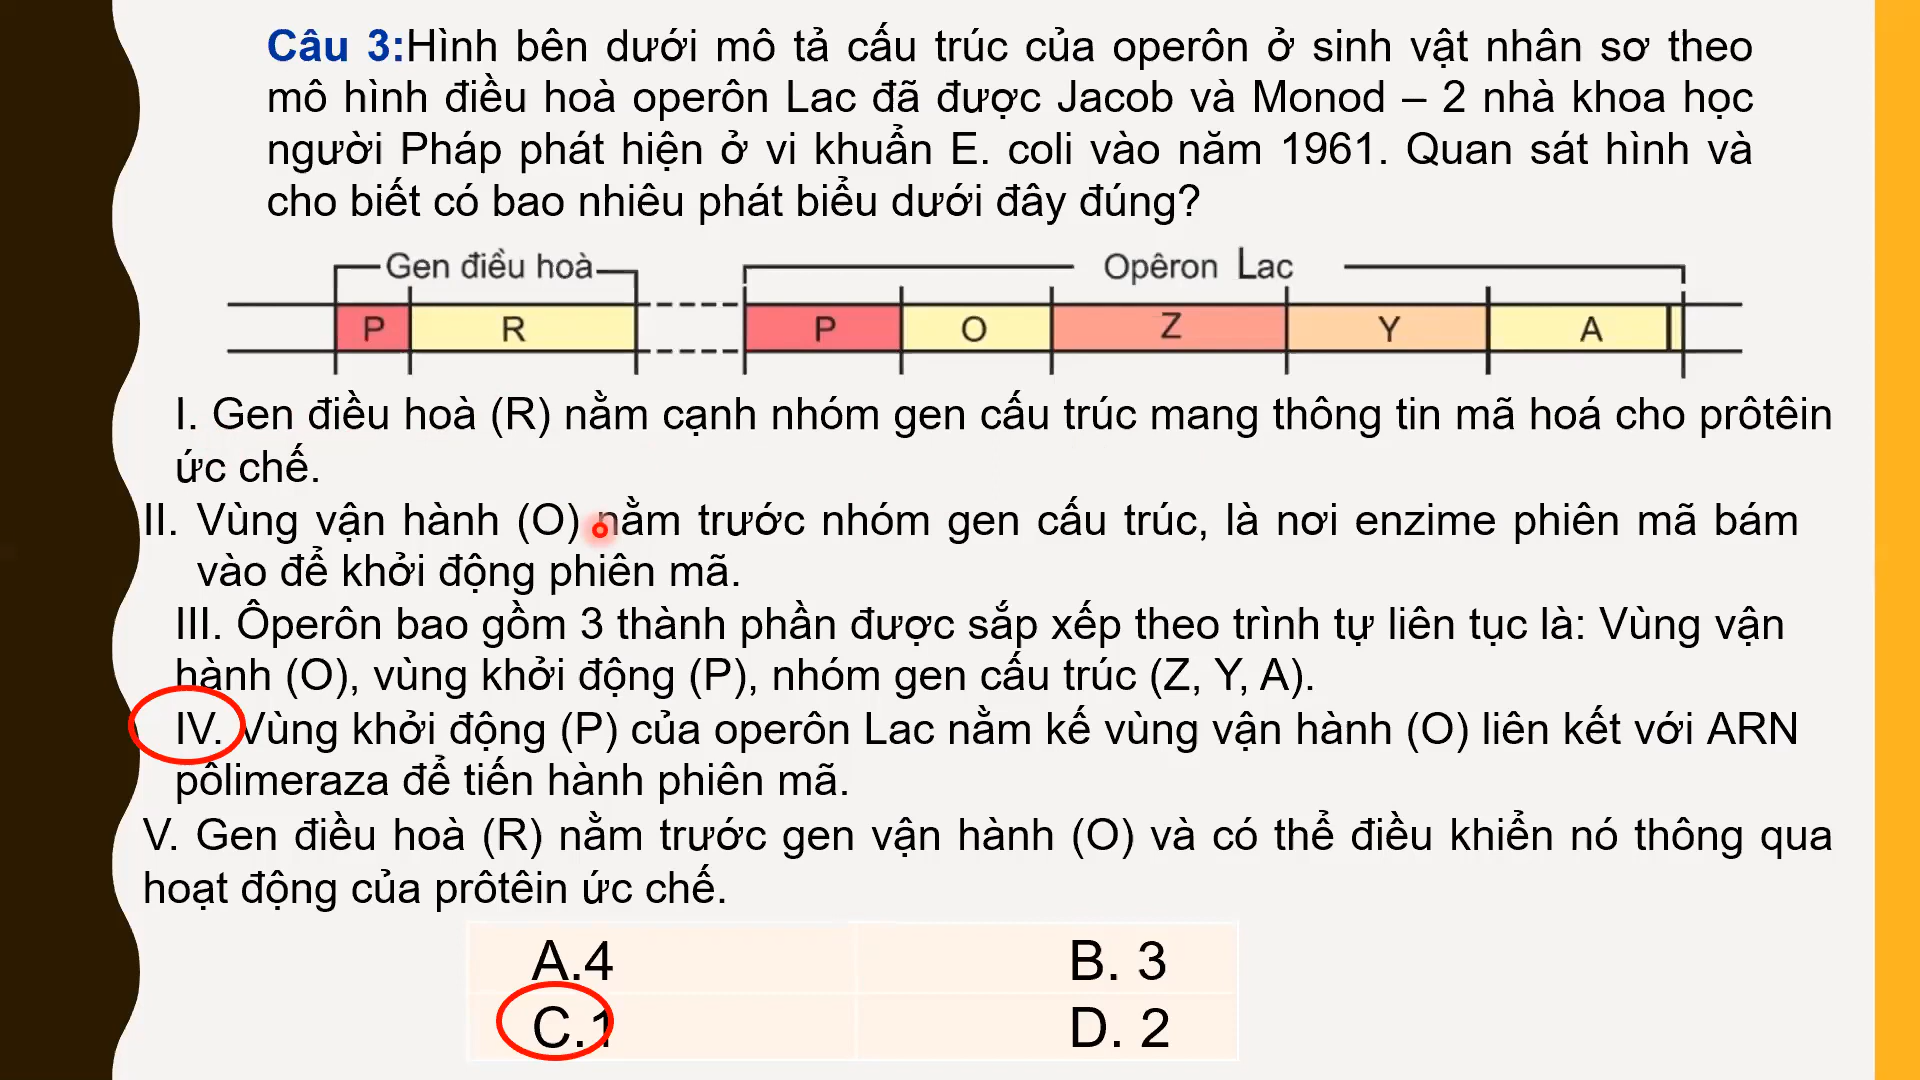 Câu 3:Hình bên dưới mô tả cấu trúc của operôn ở sinh vật nhân sơ theo
mô hình điều hoà operôn Lac đã được Jacob và Monod – 2 nhà khoa học
người Pháp phát hiện ở vi khuẩn E. coli vào năm 1961. Quan sát hình và
cho biết có bao nhiêu phát biểu dưới đây đúng?
Gen điều hoà Opêron Lac
P R P O Z Y A
I. Gen điều hoà (R) nằm cạnh nhóm gen cấu trúc mang thông tin mã hoá cho prôtêin
ức chế.
II. Vùng vận hành (O) nằm trước nhóm gen cấu trúc, là nơi enzime phiên mã bám
vào để khởi động phiên mã.
III. Ôperôn bao gồm 3 thành phần được sắp xếp theo trình tự liên tục là: Vùng vận
hành (O), vùng khởi động (P), nhóm gen cấu trúc (Z, Y, A).
IV. Vùng khởi động (P) của operôn Lac nằm kế vùng vận hành (O) liên kết với ARN
pôlimeraza để tiến hành phiên mã.
V. Gen điều hoà (R) nằm trước gen vận hành (O) và có thể điều khiển nó thông qua
hoạt động của prôtêin ức chế.
A.4 B. 3
C.1 D. 2